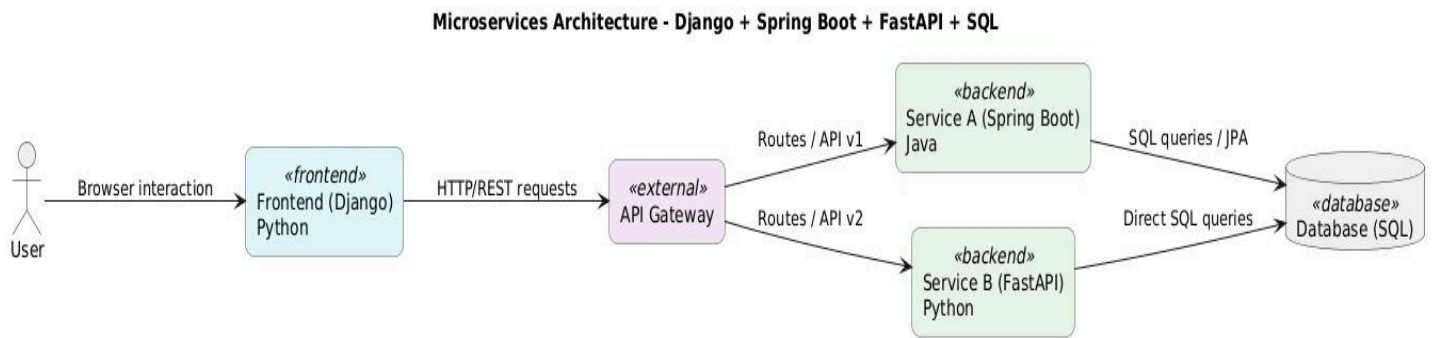 Microservices Architecture - Django + Spring Boot + FastAPI + SQL
User
Browser interaction
«frontend»
Frontend (Django)
Python
HTTP/REST requests
«external»
API Gateway
Routes / API v1
Routes / API v2
«backend»
Service A (Spring Boot)
Java
«backend»
Service B (FastAPI)
Python
SQL queries / JPA
Direct SQL queries
«database»
Database (SQL)